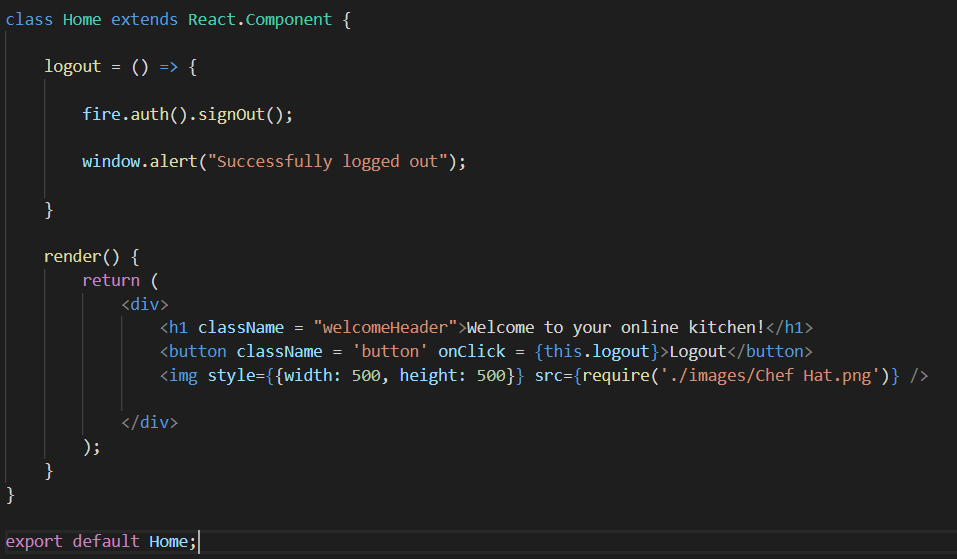 class Home extends React.Component {
logout = () => {
fire.auth().signOut();
window.alert("Successfully logged out");
}
render() {
return (
<div>
<h1 className = "welcomeHeader">Welcome to your online kitchen!</h1>
<button className = 'button' onClick = {this.logout}>Logout</button>
<img style={{width: 500, height: 500}} src={require('./images/Chef Hat.png')} />
</div>
);
}
}
export default Home;